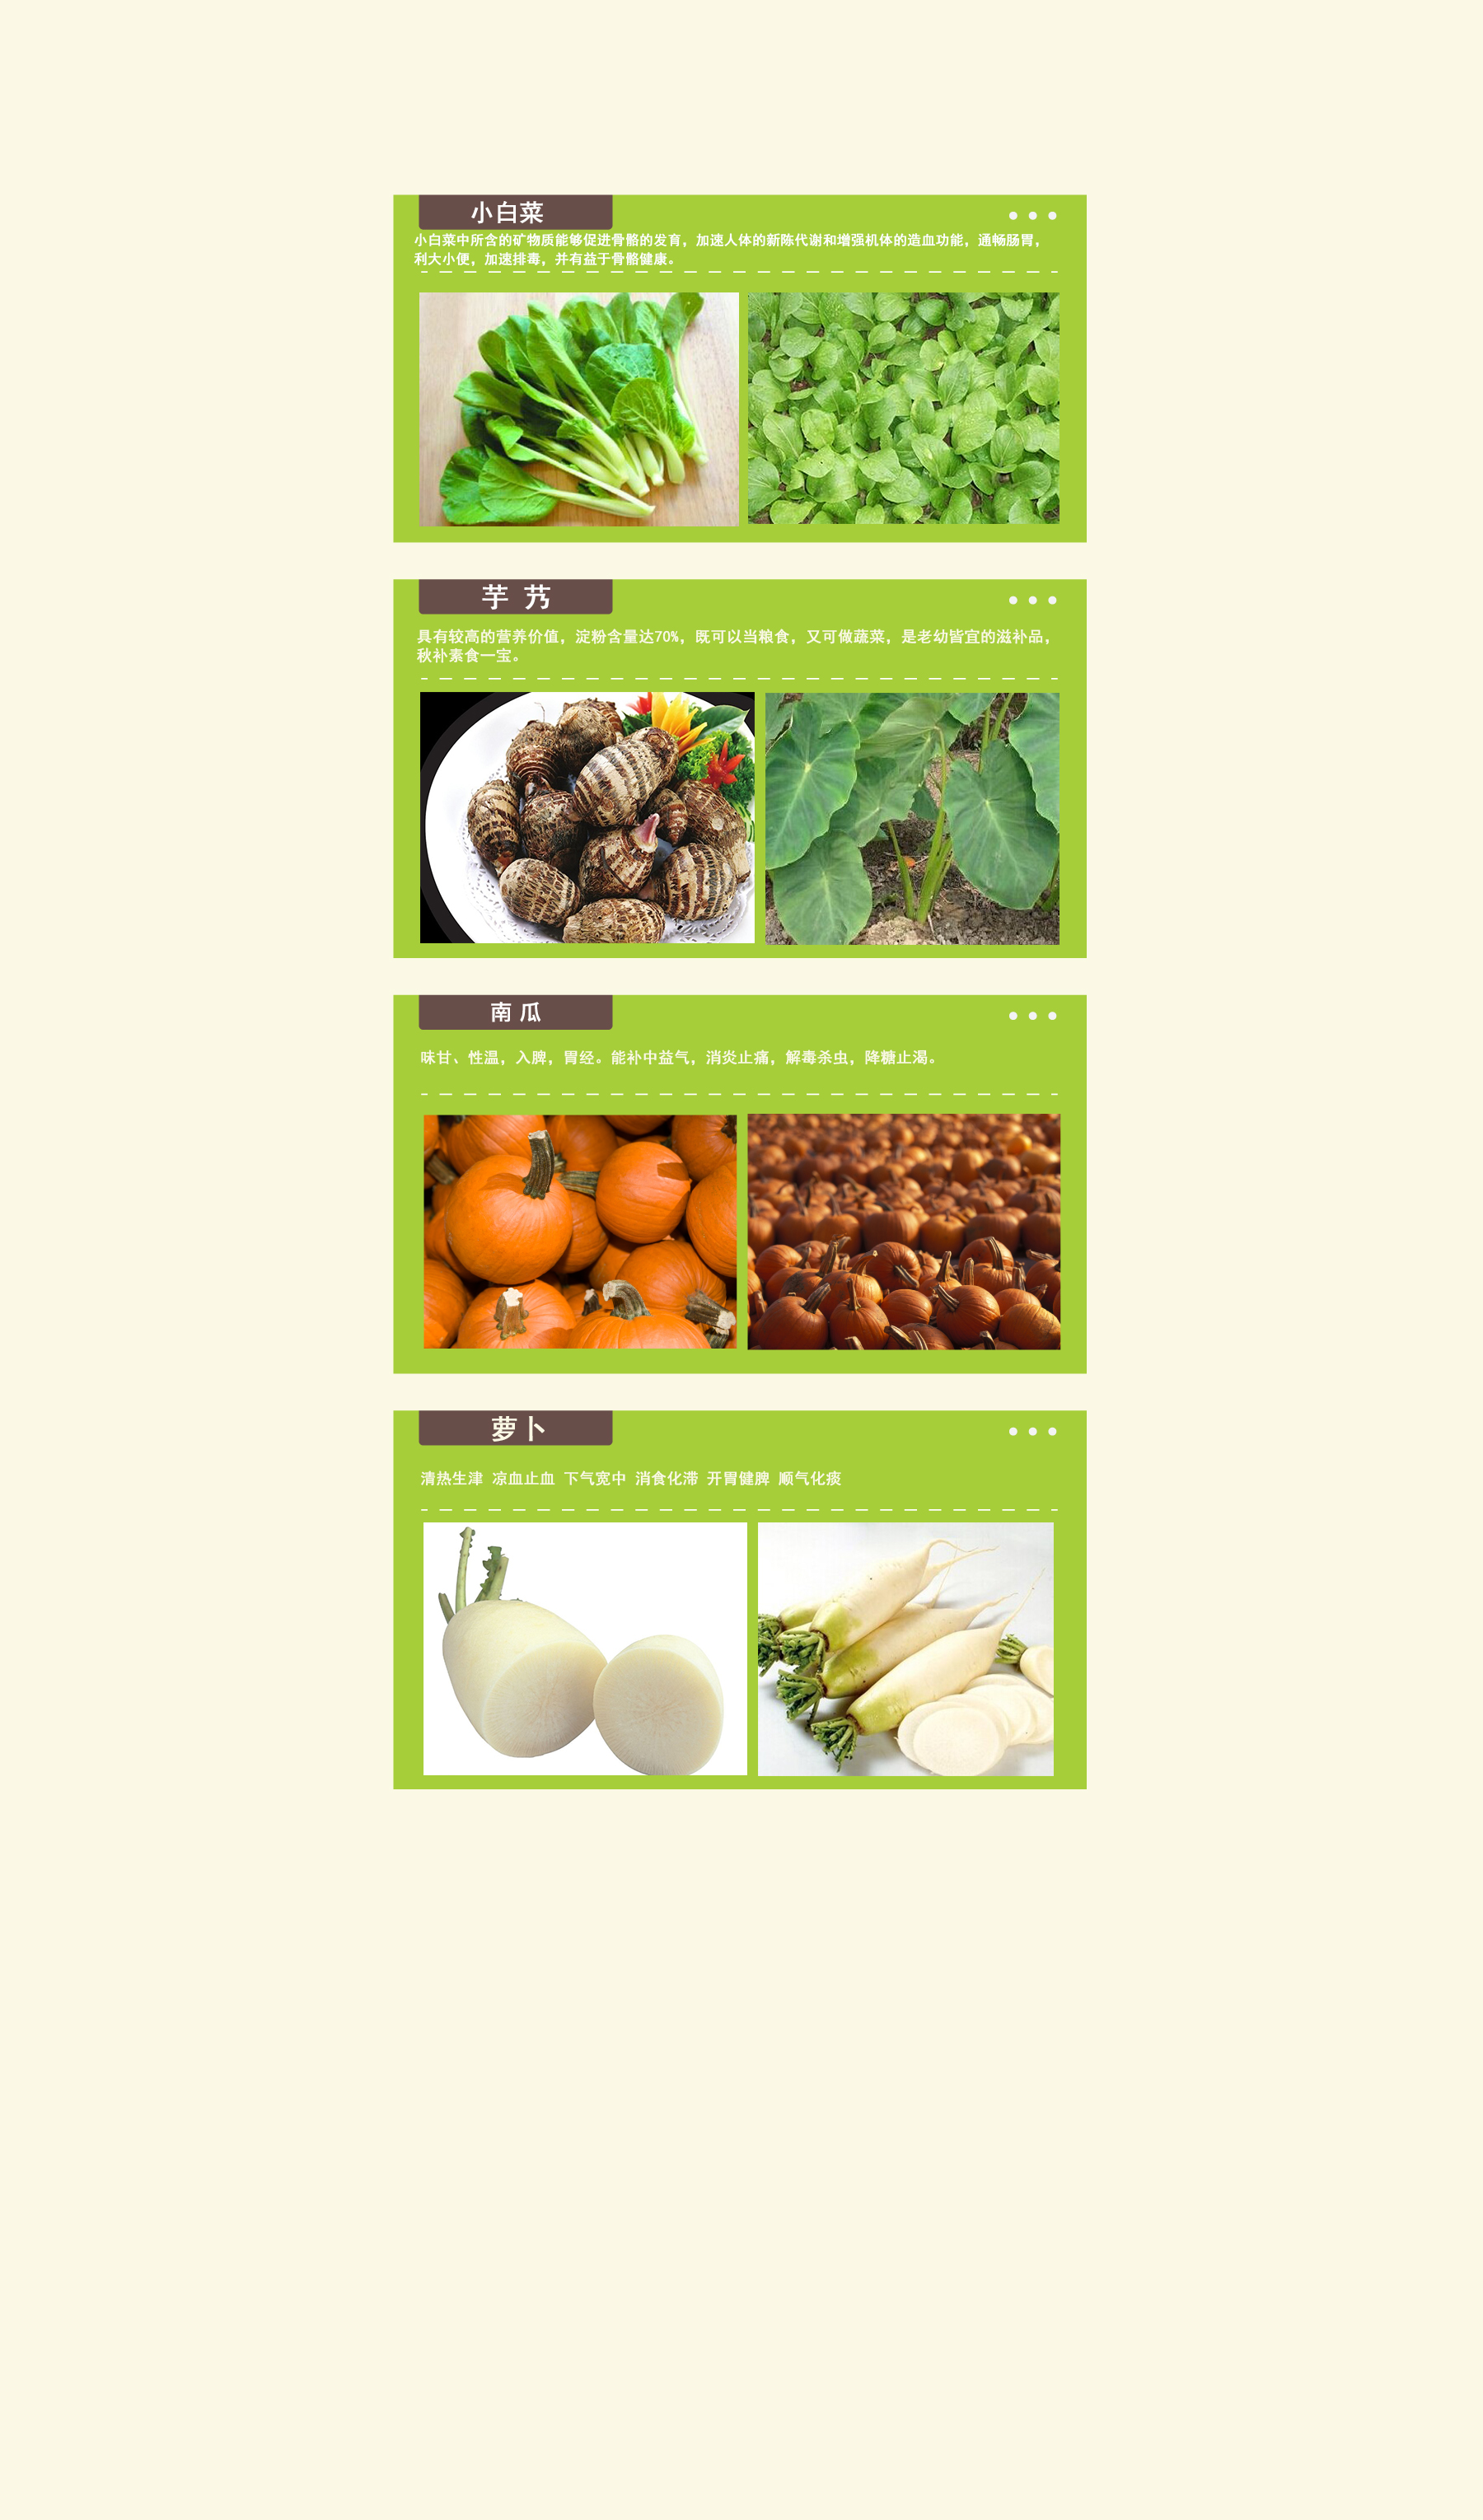 小白菜
小白菜中所含的矿物质能够促进骨骼的发育，加速人体的新陈代谢和增强机体的造血功能，通畅肠胃，
利大小便，加速排毒，并有益于骨骼健康。
芋 艿
具有较高的营养价值，淀粉含量达70%，既可以当粮食，又可做蔬菜，是老幼皆宜的滋补品，
秋补素食一宝。
南瓜
味甘、性温，入脾，胃经。能补中益气，消炎止痛，解毒杀虫，降糖止渴。
萝卜
清热生津 凉血止血 下气宽中 消食化滞 开胃健脾 顺气化痰